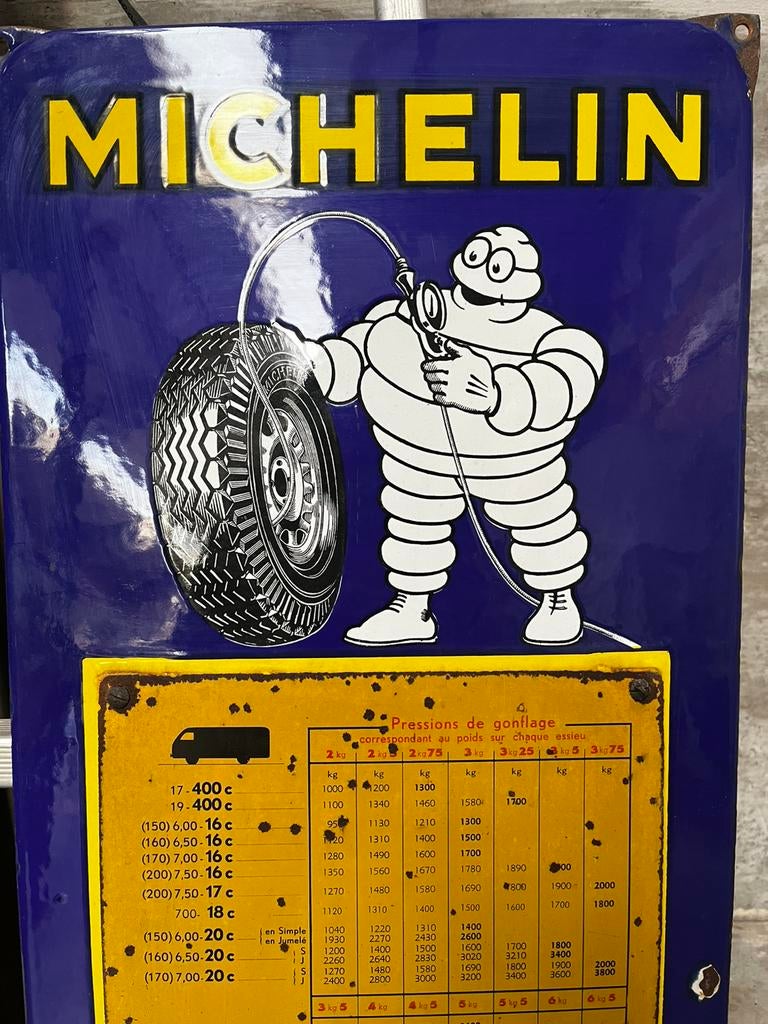 MICHELIN
MICHELIN
Pressions de gonflage
correspondant au poids sur chaque essieu
2 kg 2 kg 5 2 kg 75 3 kg 3 kg 25 3 kg 5 3 kg 75
kg kg kg kg kg kg kg
17 - 400 c 1000 1200 1300
19 - 400 c 1100 1340 1460 1580 1700
(150) 6,00 - 16 c 1130 1210 1300
(160) 6,50 - 16 c 1310 1400 1500
(170) 7,00 - 16 c 1280 1490 1600 1700
(200) 7,50 - 16 c 1350 1560 1670 1780 1890
(200) 7,50 - 17 c 1270 1480 1580 1690 1800 1900 2000
700 - 18 c 1120 1310 1400 1500 1600 1700 1800
(150) 6,00 - 20 c en Simple 1040 1220 1310 1400
en Jumelé 1930 2270 2430 2600
(160) 6,50 - 20 c S 1200 1400 1500 1600 1700 1800
J 2260 2640 2830 3020 3210 3400
(170) 7,00 - 20 c S 1270 1480 1580 1690 1800 1900 2000
J 2400 2800 3000 3200 3400 3600 3800
3 kg 5 4 kg 4 kg 5 5 kg 5 kg 5 6 kg 6 kg 5